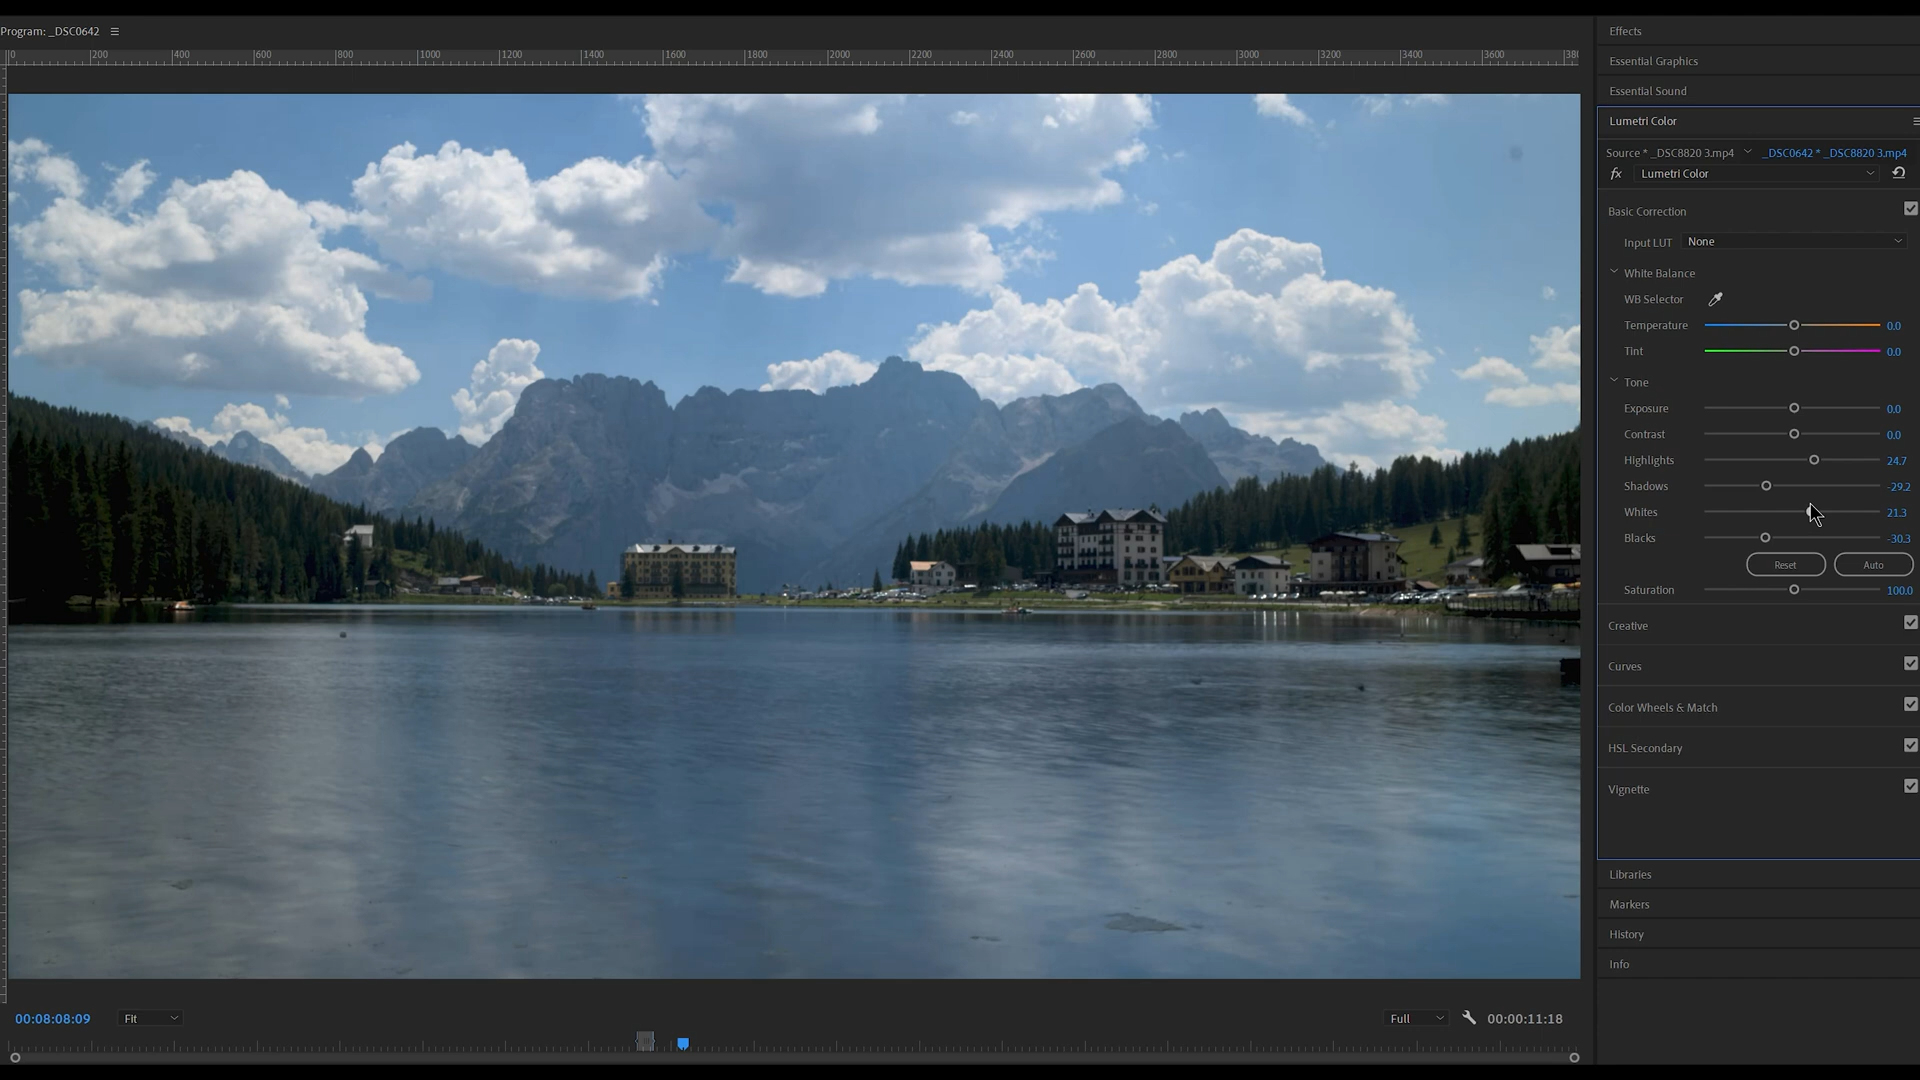 Program: _DSC0642
0 200 400 600 800 1000 1200 1400 1600 1800 2000 2200 2400 2600 2800 3000 3200 3400 3600
Effects
Essential Graphics
Essential Sound
Lumetri Color
Source * _DSC8820 3.mp4 _DSC0642 * _DSC8820 3.mp4
fx Lumetri Color
Basic Correction
Input LUT None
White Balance
WB Selector
Temperature 0.0
Tint 0.0
Tone
Exposure 0.0
Contrast 0.0
Highlights 24.7
Shadows -29.2
Whites 21.3
Blacks -30.3
Reset Auto
Saturation 100.0
Creative
Curves
Color Wheels & Match
HSL Secondary
Vignette
Libraries
Markers
History
Info
00:08:08:09 Fit Full 00:00:11:18